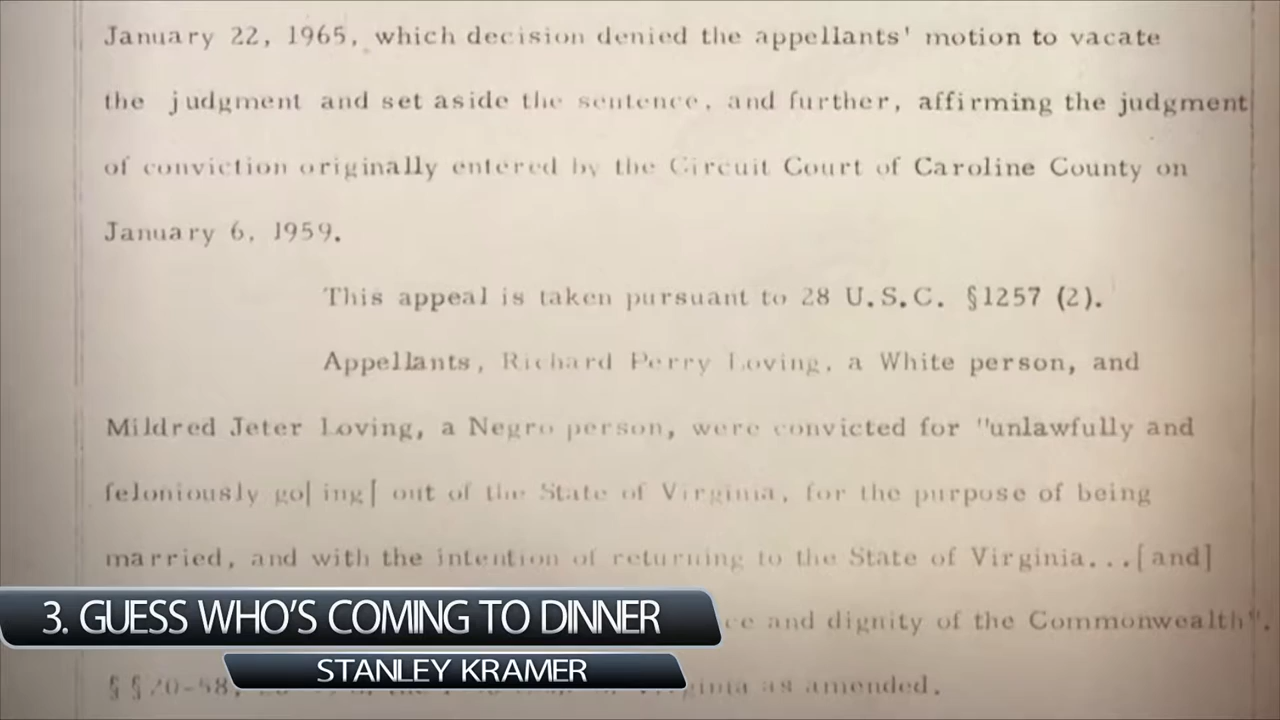 January 22, 1965, which decision denied the appellants' motion to vacate
the judgment and set aside the sentence, and further, affirming the judgment
of conviction originally entered by the Circuit Court of Caroline County on
January 6, 1959.
This appeal is taken pursuant to 28 U.S.C. §1257 (2).
Appellants, Richard Perry Loving, a White person, and
Mildred Jeter Loving, a Negro person, were convicted for "unlawfully and
feloniously go[ing] out of the State of Virginia, for the purpose of being
married, and with the intention of returning to the State of Virginia...[and]
and dignity of the Commonwealth".
§§20-58, as amended.
3. GUESS WHO'S COMING TO DINNER
STANLEY KRAMER